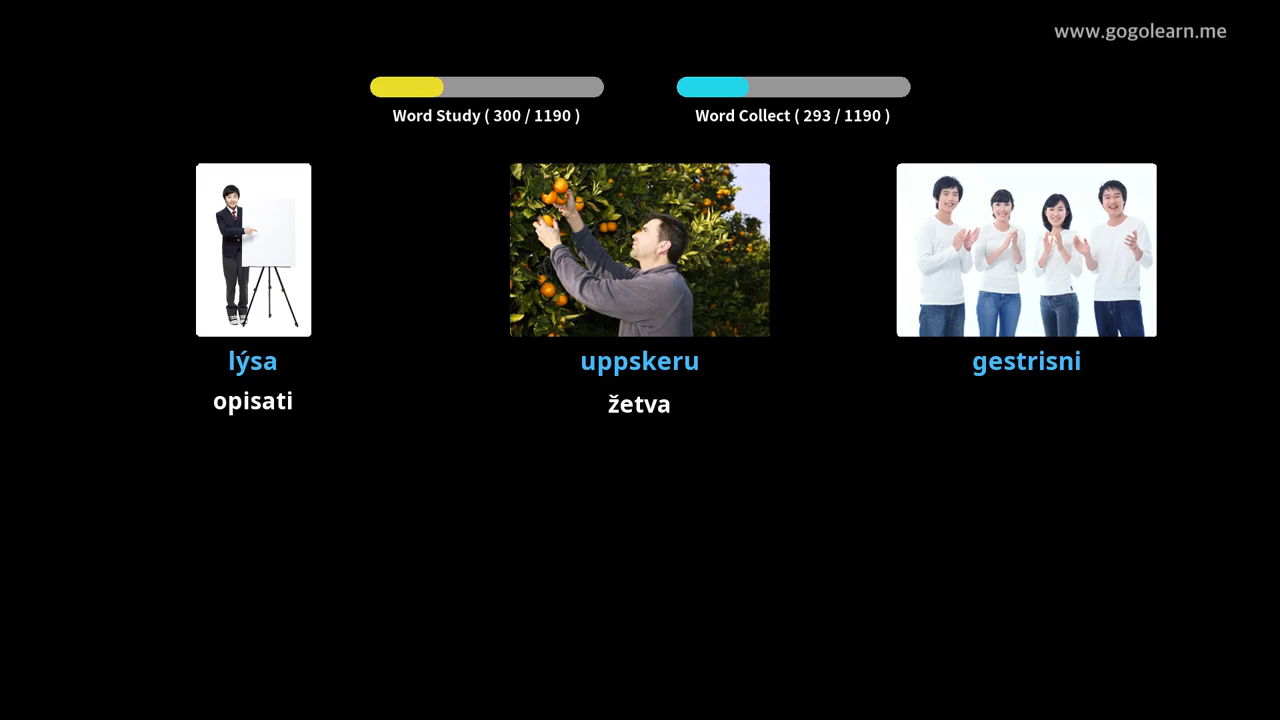 www.gogolearn.me
Word Study ( 300 / 1190 )
Word Collect ( 293 / 1190 )
lýsa
uppskeru
gestrisni
opisati
žetva